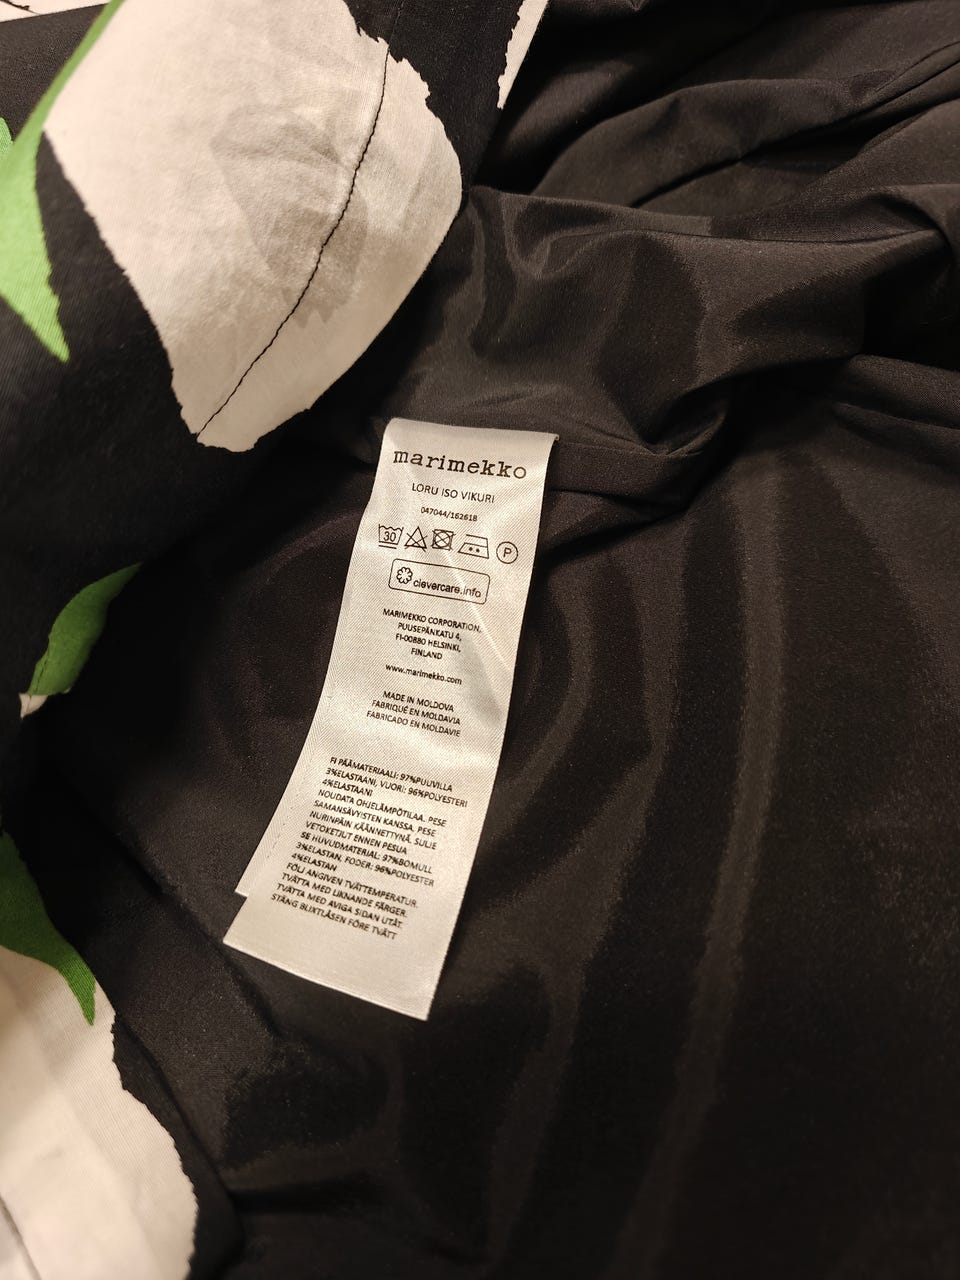 marimekko
LORU ISO VIKURI
047044/162618
30
P
clevercare.info
MARIMEKKO CORPORATION,
PUUSEPÄNKATU 4,
FI-00880 HELSINKI,
FINLAND
www.marimekko.com
MADE IN MOLDOVA
FABRIQUÉ EN MOLDAVIA
FABRICADO EN MOLDAVIE
FI PÄÄMATERIAALI: 97%PUUVILLA
3%ELASTAANI, VUORI: 96%POLYESTERI
4%ELASTAANI
NOUDATA OHJELÄMPÖTILAA. PESE
SAMANSÄVYISTEN KANSSA. PESE
NURINPÄIN KÄÄNNETTYNÄ. SULJE
VETOKETJUT ENNEN PESUA
SE HUVUDMATERIAL: 97%BOMULL
3%ELASTAN, FODER: 96%POLYESTER
4%ELASTAN
FÖLJ ANGIVEN TVÄTTEMPERATUR.
TVÄTTA MED LIKNANDE FÄRGER.
TVÄTTA MED AVIGA SIDAN UTÅT.
STÄNG BLIXTLÅSEN FÖRE TVÄTT